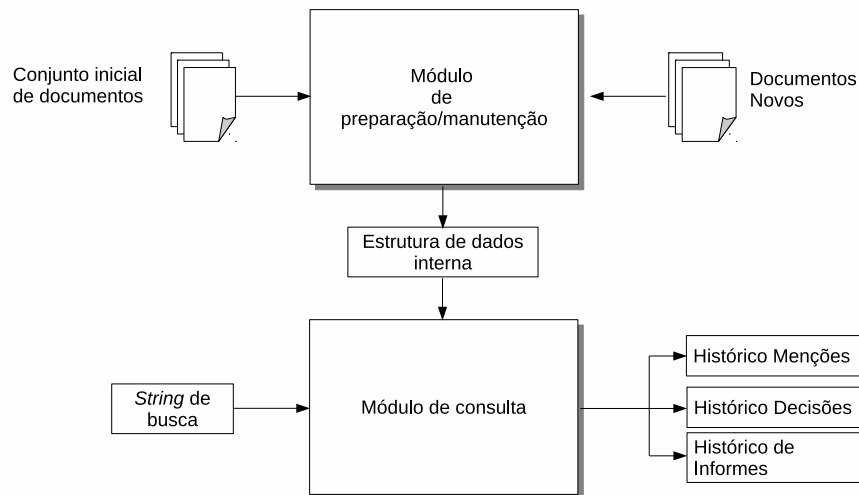 Conjunto inicial
de documentos
Módulo
de
preparação/manutenção
Documentos
Novos
Estrutura de dados
interna
String de
busca
Módulo de consulta
Histórico Menções
Histórico Decisões
Histórico de
Informes